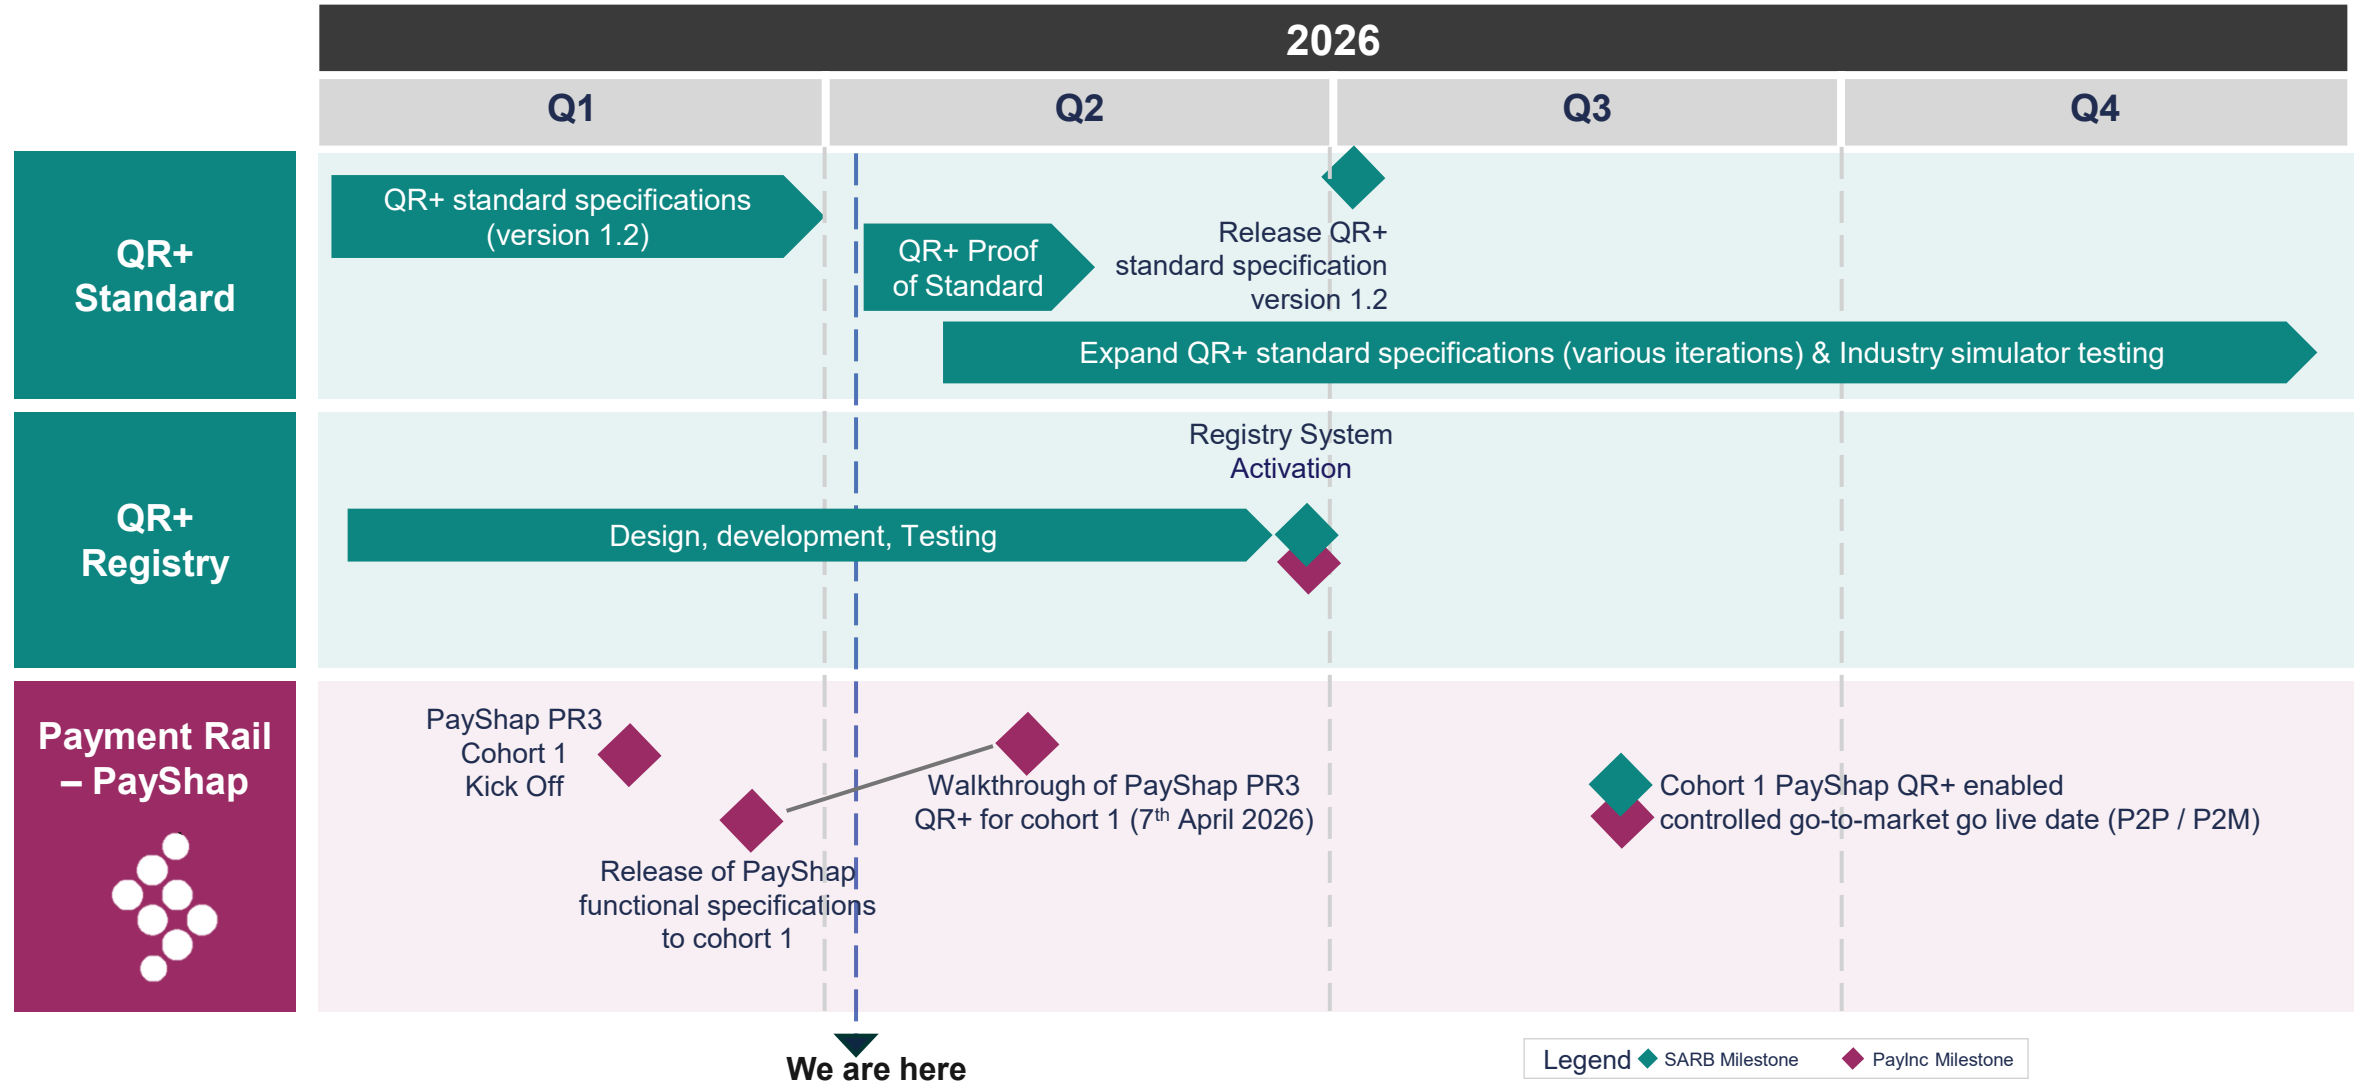 2026
Q1
Q2
Q3
Q4
QR+
Standard
QR+ standard specifications
(version 1.2)
QR+ Proof
of Standard
Release QR+
standard specification
version 1.2
Expand QR+ standard specifications (various iterations) & Industry simulator testing
QR+
Registry
Registry System
Activation
Design, development, Testing
Payment Rail
– PayShap
PayShap PR3
Cohort 1
Kick Off
Release of PayShap
functional specifications
to cohort 1
Walkthrough of PayShap PR3
QR+ for cohort 1 (7th April 2026)
Cohort 1 PayShap QR+ enabled
controlled go-to-market go live date (P2P / P2M)
We are here
Legend SARB Milestone PayInc Milestone